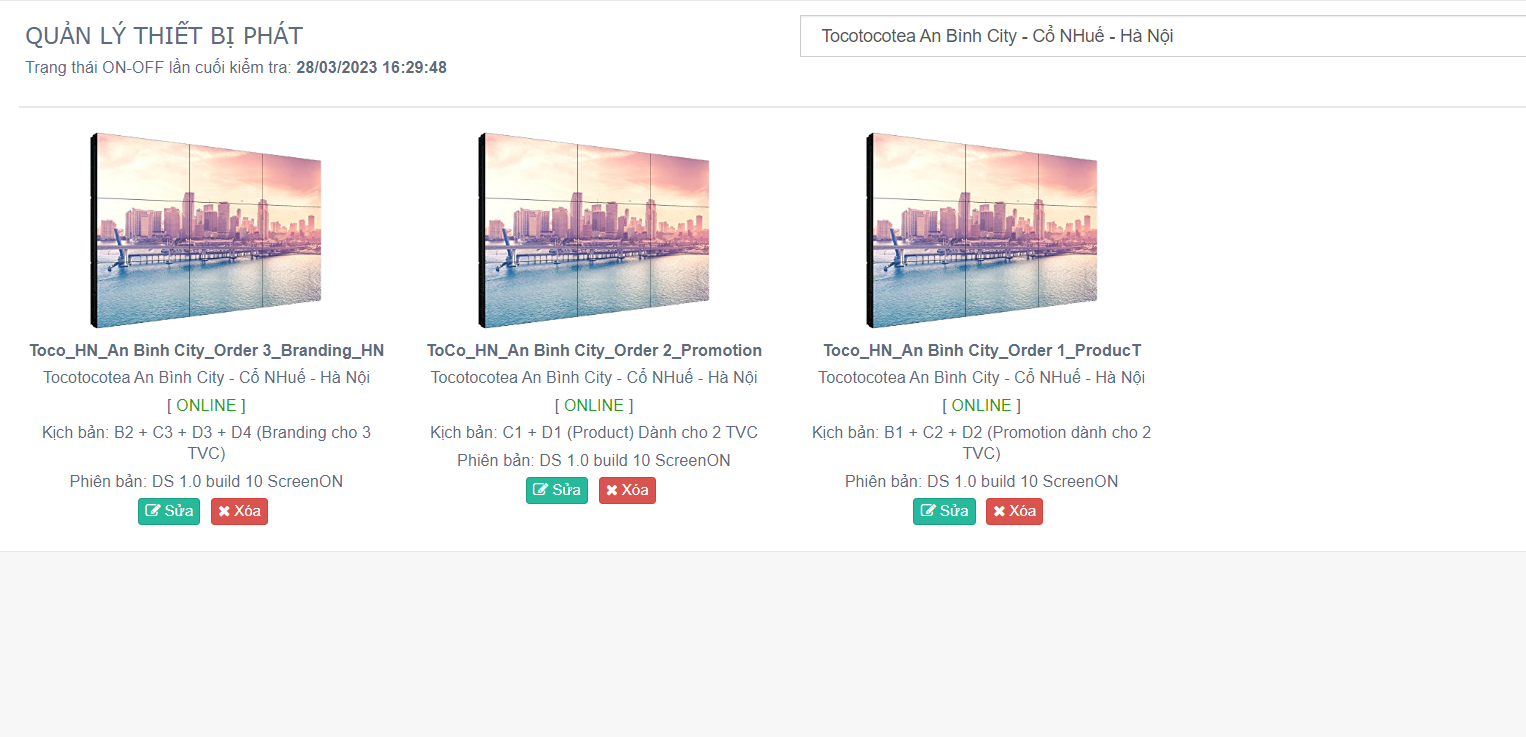 QUẢN LÝ THIẾT BỊ PHÁT
Tocotocotea An Binh City - Cổ NHuế - Hà Nội
Trạng thái ON-OFF lần cuối kiểm tra: 28/03/2023 16:29:48
Toco_HN_An Bình City_Order 3_Branding_HN
Tocotocotea An Bình City - Cổ NHuế - Hà Nội
[ ONLINE ]
Kịch bản: B2 + C3 + D3 + D4 (Branding cho 3
TVC)
Phiên bản: DS 1.0 build 10 ScreenON
Sửa Xóa
ToCo_HN_An Bình City_Order 2_Promotion
Tocotocotea An Bình City - Cổ NHuế - Hà Nội
[ ONLINE ]
Kịch bản: C1 + D1 (Product) Dành cho 2 TVC
Phiên bản: DS 1.0 build 10 ScreenON
Sửa Xóa
Toco_HN_An Bình City_Order 1_ProducT
Tocotocotea An Bình City - Cổ NHuế - Hà Nội
[ ONLINE ]
Kịch bản: B1 + C2 + D2 (Promotion dành cho 2
TVC)
Phiên bản: DS 1.0 build 10 ScreenON
Sửa Xóa